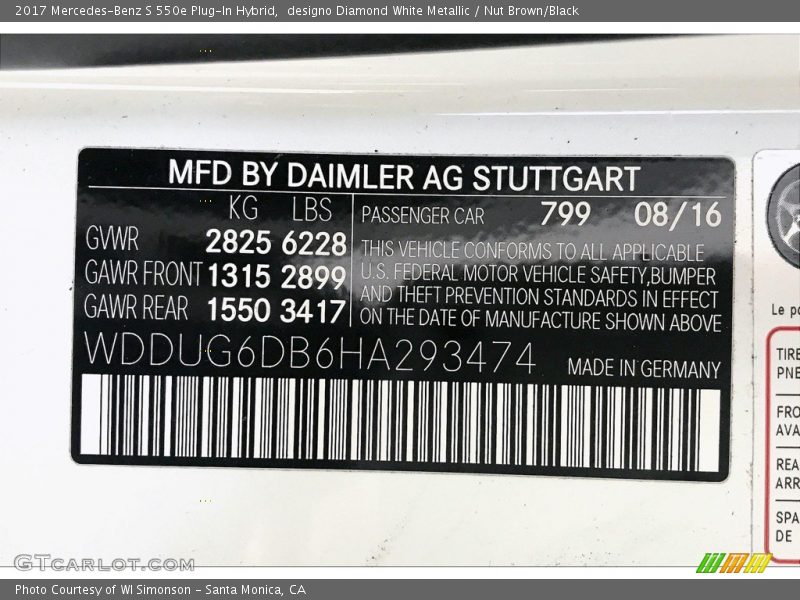 2017 Mercedes-Benz S 550e Plug-In Hybrid,  designo Diamond White Metallic / Nut Brown/Black
MFD BY DAIMLER AG STUTTGART
KG LBS
GVWR 2825 6228
GAWR FRONT 1315 2899
GAWR REAR 1550 3417
PASSENGER CAR 799 08/16
THIS VEHICLE CONFORMS TO ALL APPLICABLE
U.S. FEDERAL MOTOR VEHICLE SAFETY,BUMPER
AND THEFT PREVENTION STANDARDS IN EFFECT
ON THE DATE OF MANUFACTURE SHOWN ABOVE
WDDUG6DB6HA293474 MADE IN GERMANY
Le
TIRE
DE
GTcarlot.com
Photo Courtesy of WI Simonson - Santa Monica, CA